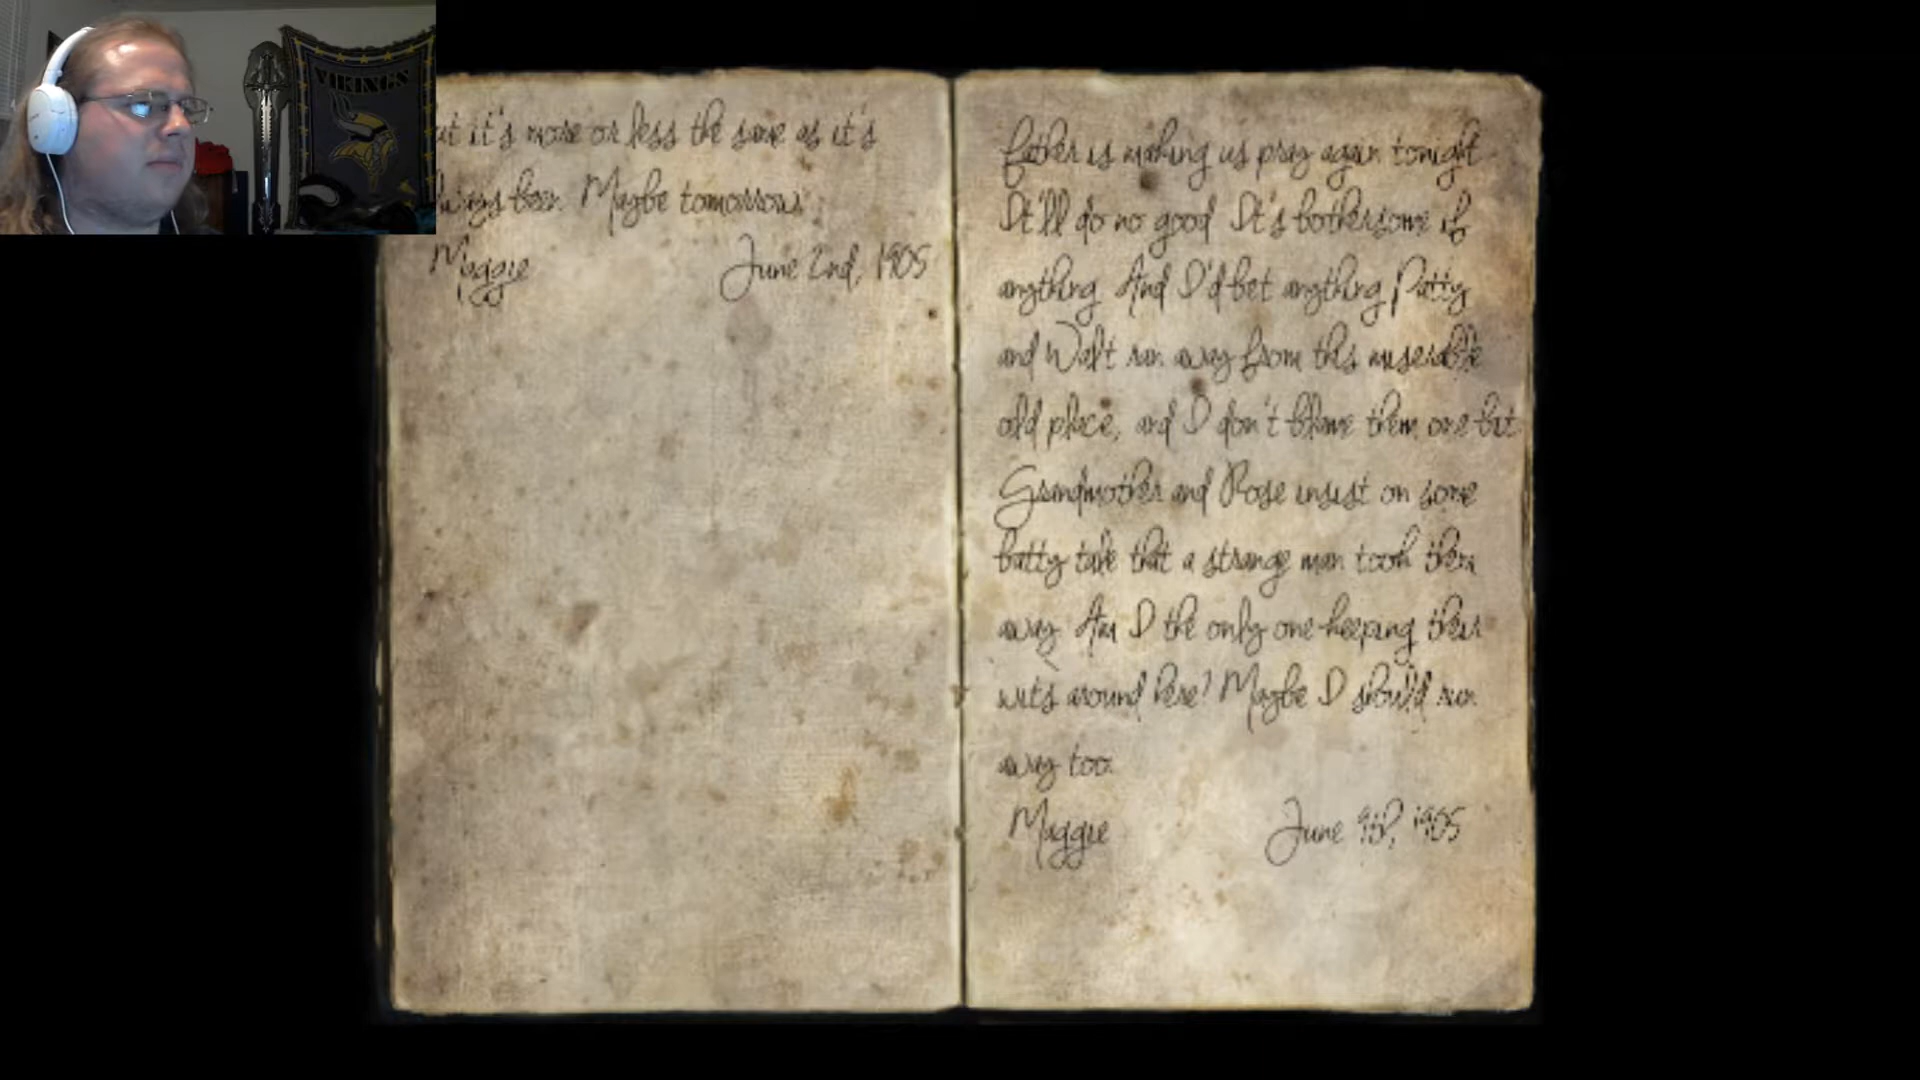 VIKINGS
it's more or less the same as it's
been. Maybe tomorrow.
Maggie June 2nd, 1905
Father is making us pray again tonight.
It'll do no good. It's bothersome if
anything. And I'd bet anything Patty
and Walt ran away from this miserable
old place, and I don't blame them one bit.
Grandmother and Rose insist on some
batty tale that a strange man took them
away. Am I the only one keeping their
wits around here? Maybe I should run
away too.
Maggie June 9th, 1905